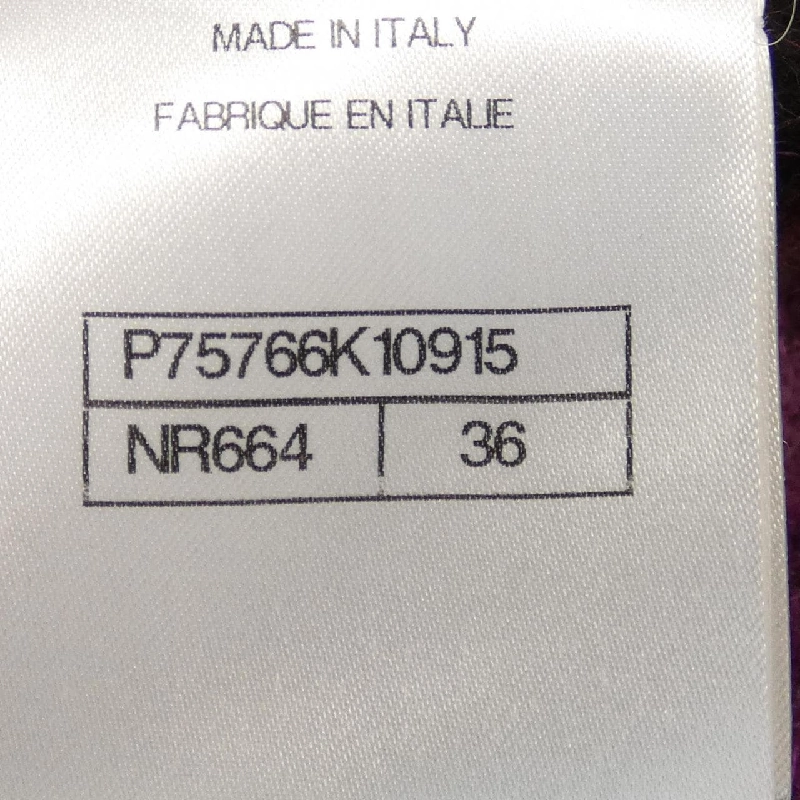 MADE IN ITALY
FABRIQUE EN ITALIE
P75766K10915
NR664 36